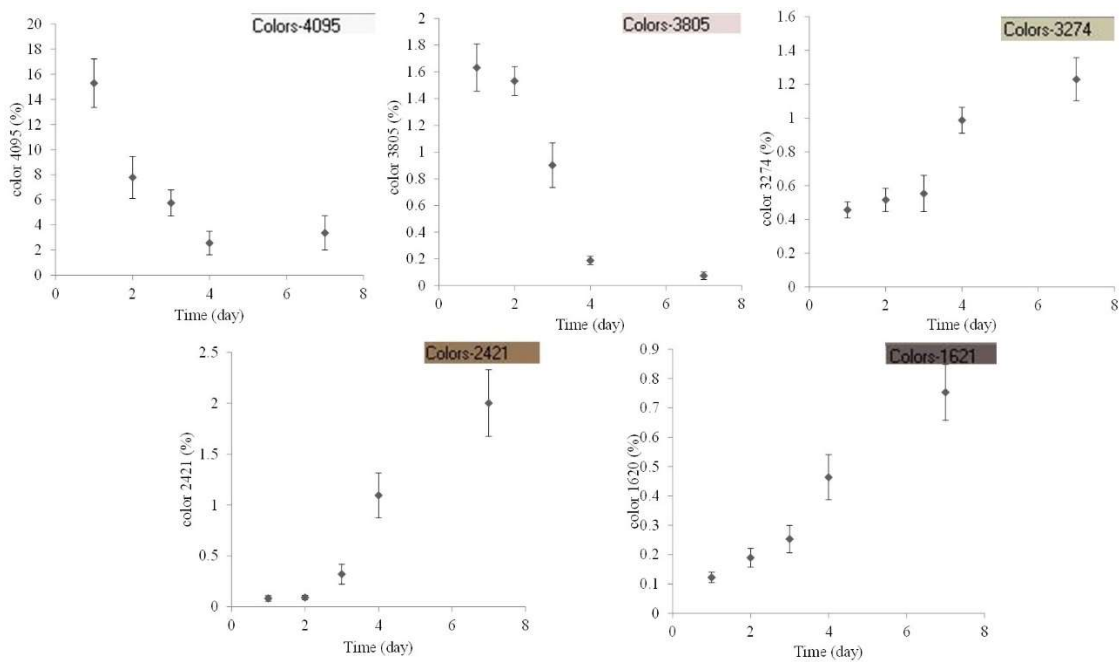 Colors-4095
20
18
16
14
12
10
8
6
4
2
0
color 4095 (%)
0 2 4 6 8
Time (day)
Colors-3805
2
1.8
1.6
1.4
1.2
1
0.8
0.6
0.4
0.2
0
color 3805 (%)
0 2 4 6 8
Time (day)
Colors-3274
1.6
1.4
1.2
1
0.8
0.6
0.4
0.2
0
color 3274 (%)
0 2 4 6 8
Time (day)
Colors-2421
2.5
2
1.5
1
0.5
0
color 2421 (%)
0 2 4 6 8
Time (day)
Colors-1621
0.9
0.8
0.7
0.6
0.5
0.4
0.3
0.2
0.1
0
color 1620 (%)
0 2 4 6 8
Time (day)